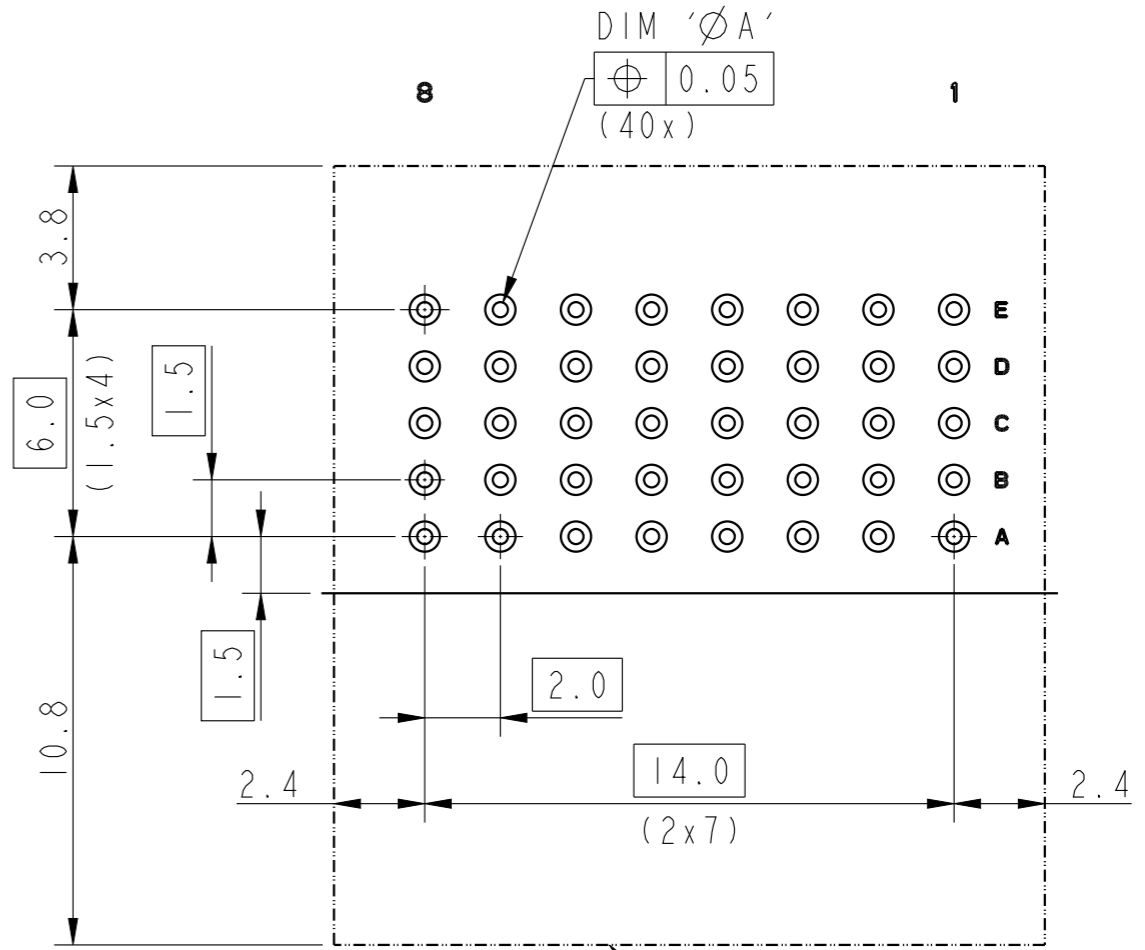 DIM 'ØA'
⌖ 0.05
(40x)
8 1
3.8
E
D
C
B
A
6.0
(1.5x4)
1.5
1.5
2.0
10.8
2.4
14.0
(2x7)
2.4